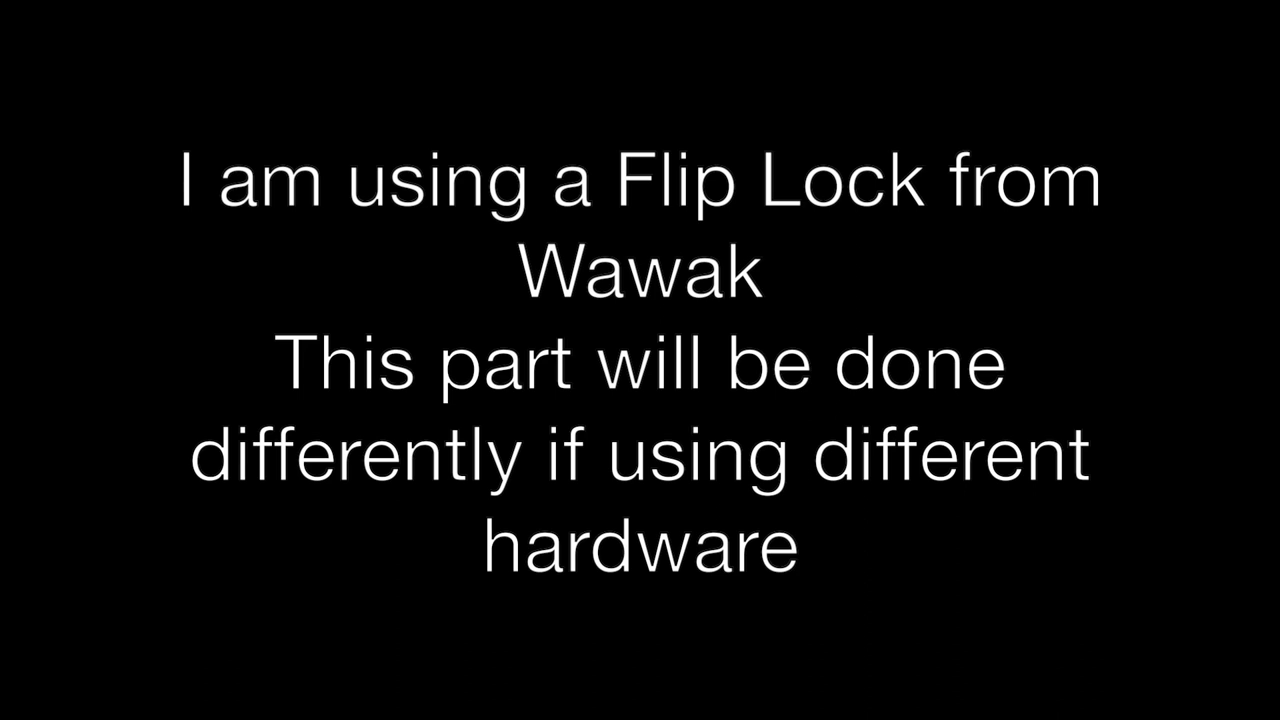 I am using a Flip Lock from
Wawak
This part will be done
differently if using different
hardware